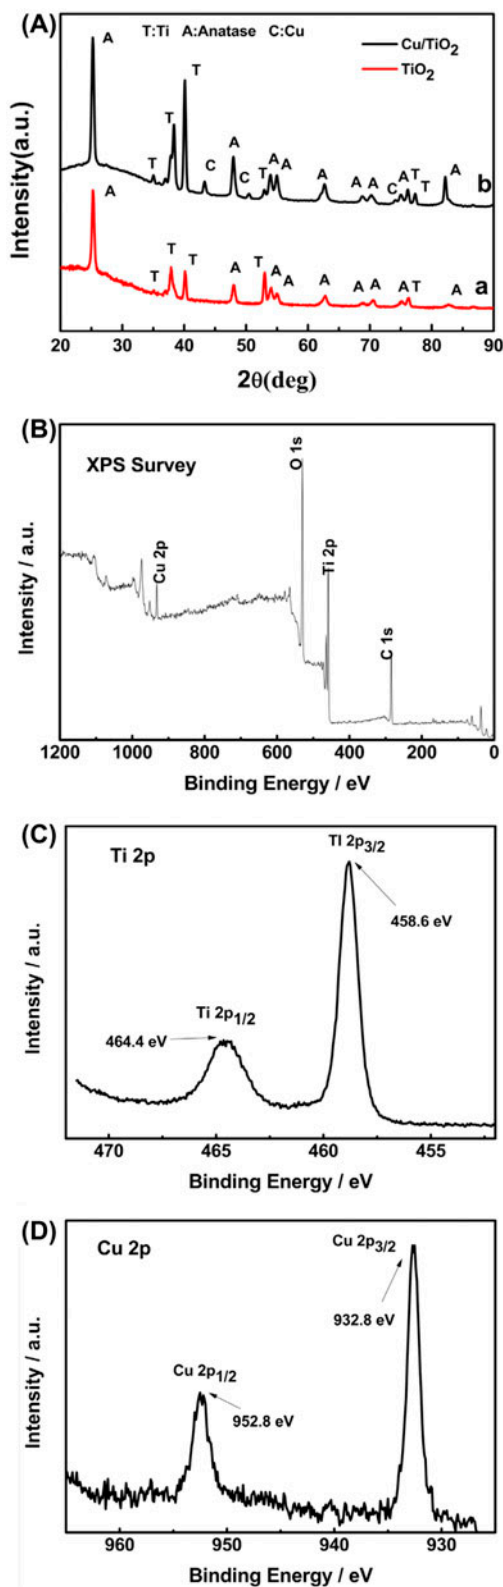 (A)
T:Ti A:Anatase C:Cu
Cu/TiO2
TiO2
A
T
T
T
C
A
C
T
A
A
A
A
A
C
A
T
T
A
b
A
T
T
T
A
T
A
A
A
A
A
A
T
A
a
Intensity(a.u.)
20 30 40 50 60 70 80 90
2θ(deg)
(B)
XPS Survey
Cu 2p
O 1s
Ti 2p
C 1s
Intensity / a.u.
1200 1000 800 600 400 200 0
Binding Energy / eV
(C)
Ti 2p
TI 2p3/2
458.6 eV
Ti 2p1/2
464.4 eV
Intensity / a.u.
470 465 460 455
Binding Energy / eV
(D)
Cu 2p
Cu 2p3/2
932.8 eV
Cu 2p1/2
952.8 eV
Intensity / a.u.
960 950 940 930
Binding Energy / eV